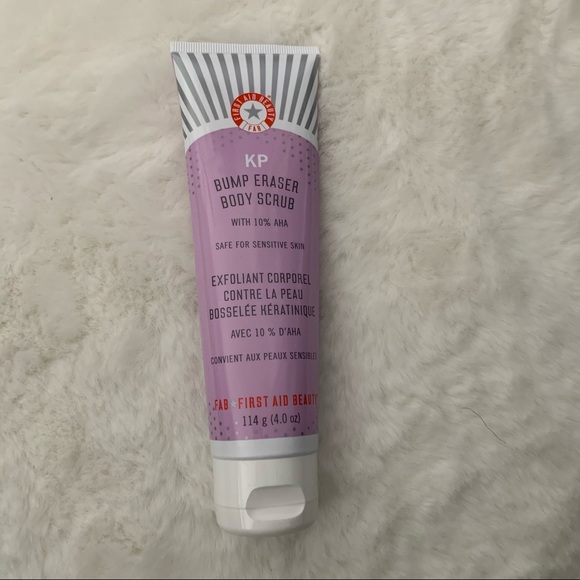 FIRST AID BEAUTY
FAB
KP
BUMP ERASER
BODY SCRUB
WITH 10% AHA
SAFE FOR SENSITIVE SKIN
EXFOLIANT CORPOREL
CONTRE LA PEAU
BOSSELÉE KÉRATINIQUE
AVEC 10 % D'AHA
CONVIENT AUX PEAUX SENSIBLES
FAB FIRST AID BEAUTY
114 g (4.0 oz)